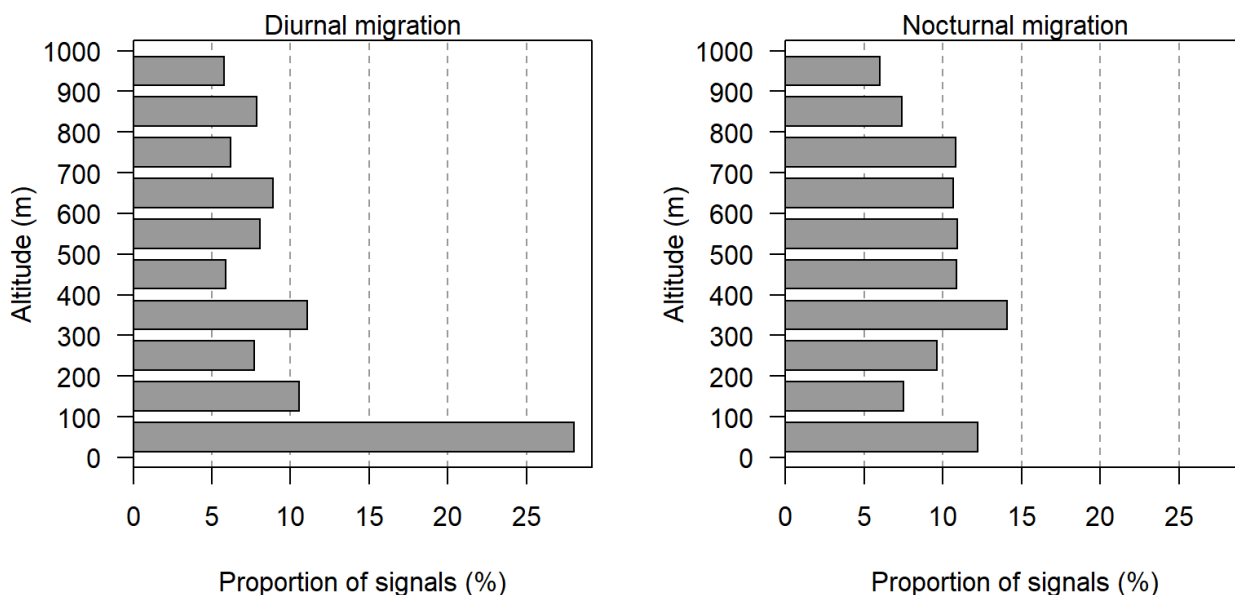 Diurnal migration
1000
900
800
700
600
500
400
300
200
100
0
Altitude (m)
0 5 10 15 20 25
Proportion of signals (%)
Nocturnal migration
1000
900
800
700
600
500
400
300
200
100
0
Altitude (m)
0 5 10 15 20 25
Proportion of signals (%)